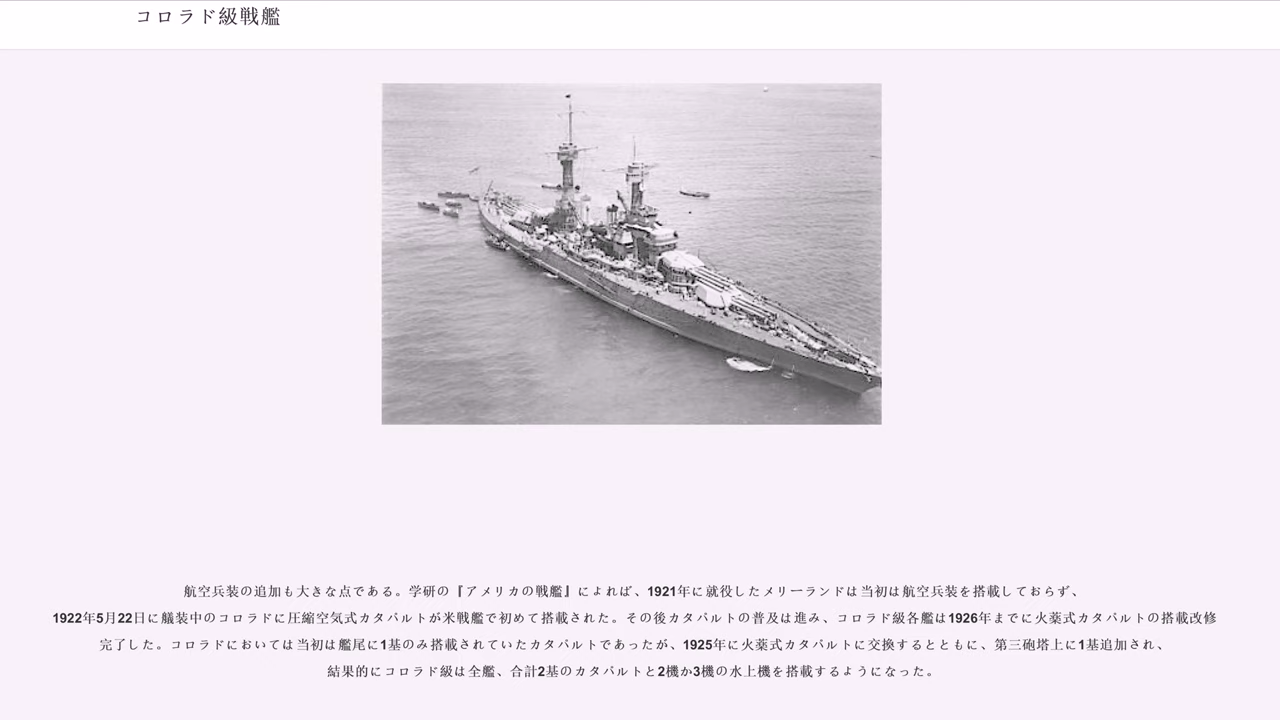 コロラド級戦艦
航空兵装の追加も大きな点である。学研の『アメリカの戦艦』によれば、1921年に就役したメリーランドは当初は航空兵装を搭載しておらず、
1922年5月22日に艤装中のコロラドに圧縮空気式カタパルトが米戦艦で初めて搭載された。その後カタパルトの普及は進み、コロラド級各艦は1926年までに火薬式カタパルトの搭載改修
完了した。コロラドにおいては当初は艦尾に1基のみ搭載されていたカタパルトであったが、1925年に火薬式カタパルトに交換するとともに、第三砲塔上に1基追加され、
結果的にコロラド級は全艦、合計2基のカタパルトと2機か3機の水上機を搭載するようになった。